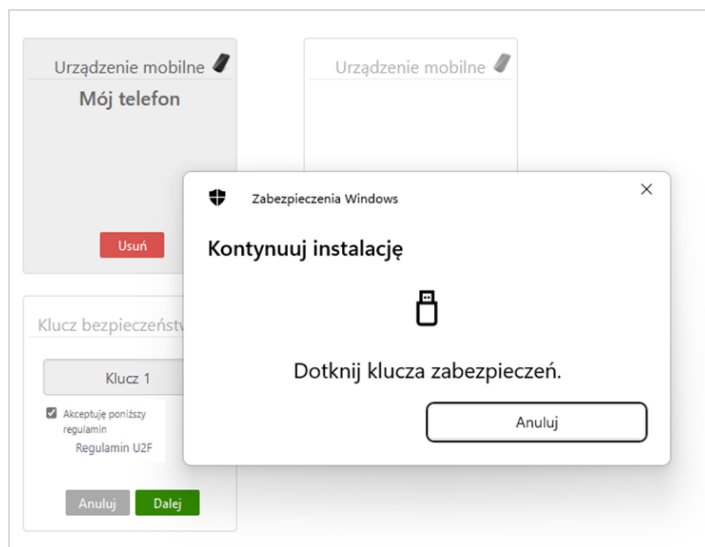 Urządzenie mobilne
Mój telefon
Usuń
Urządzenie mobilne
Zabezpieczenia Windows
Kontynuuj instalację
Dotknij klucza zabezpieczeń.
Anuluj
Klucz
Klucz 1
Akceptuję poniższy
regulamin
Regulamin U2F
Anuluj
Dalej